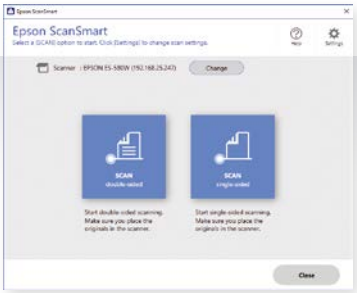 Epson ScanSmart
Epson ScanSmart
Select a [SCAN] option to start. Click [Settings] to change scan settings.
Help
Settings
Scanner : EPSON ES-580W (192.168.25.247)
Change
SCAN
double-sided
SCAN
single-sided
Start double-sided scanning.
Make sure you place the
originals in the scanner.
Start single-sided scanning.
Make sure you place the
originals in the scanner.
Close